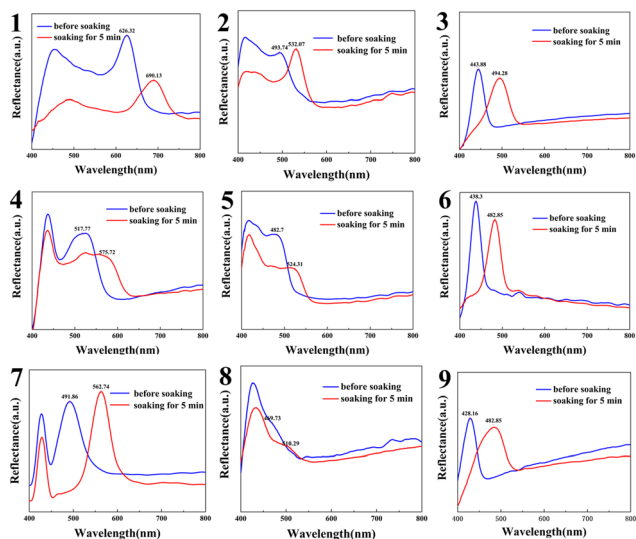 1
before soaking
soaking for 5 min
626.32
690.13
Reflectance(a.u.)
400 500 600 700 800
Wavelength(nm)
2
before soaking
soaking for 5 min
493.74
532.07
Reflectance(a.u.)
400 500 600 700 800
Wavelength(nm)
3
before soaking
soaking for 5 min
443.88
494.28
Reflectance(a.u.)
400 500 600 700 800
Wavelength(nm)
4
before soaking
soaking for 5 min
517.77
575.72
Reflectance(a.u.)
400 500 600 700 800
Wavelength(nm)
5
before soaking
soaking for 5 min
482.7
524.31
Reflectance(a.u.)
400 500 600 700 800
Wavelength(nm)
6
before soaking
soaking for 5 min
438.3
482.85
Reflectance(a.u.)
400 500 600 700 800
Wavelength(nm)
7
before soaking
soaking for 5 min
491.86
562.74
Reflectance(a.u.)
400 500 600 700 800
Wavelength(nm)
8
before soaking
soaking for 5 min
469.73
510.29
Reflectance(a.u.)
400 500 600 700 800
Wavelength(nm)
9
before soaking
soaking for 5 min
428.16
482.85
Reflectance(a.u.)
400 500 600 700 800
Wavelength(nm)